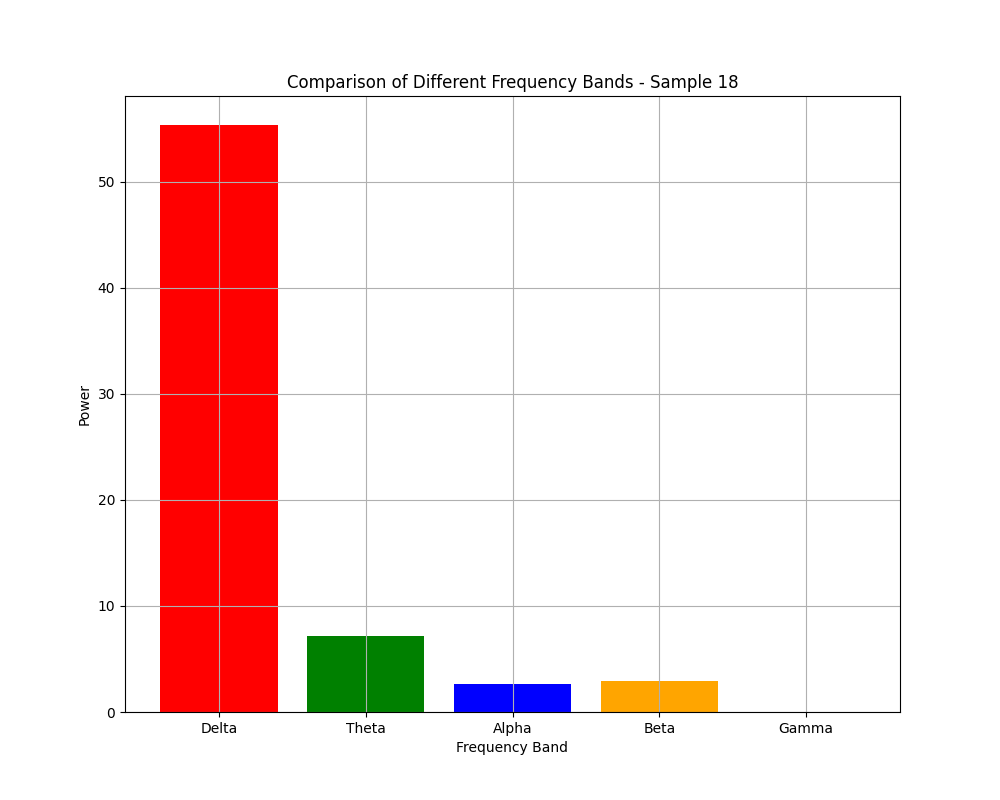 Comparison of Different Frequency Bands - Sample 18
Power
50
40
30
20
10
0
Delta Theta Alpha Beta Gamma
Frequency Band